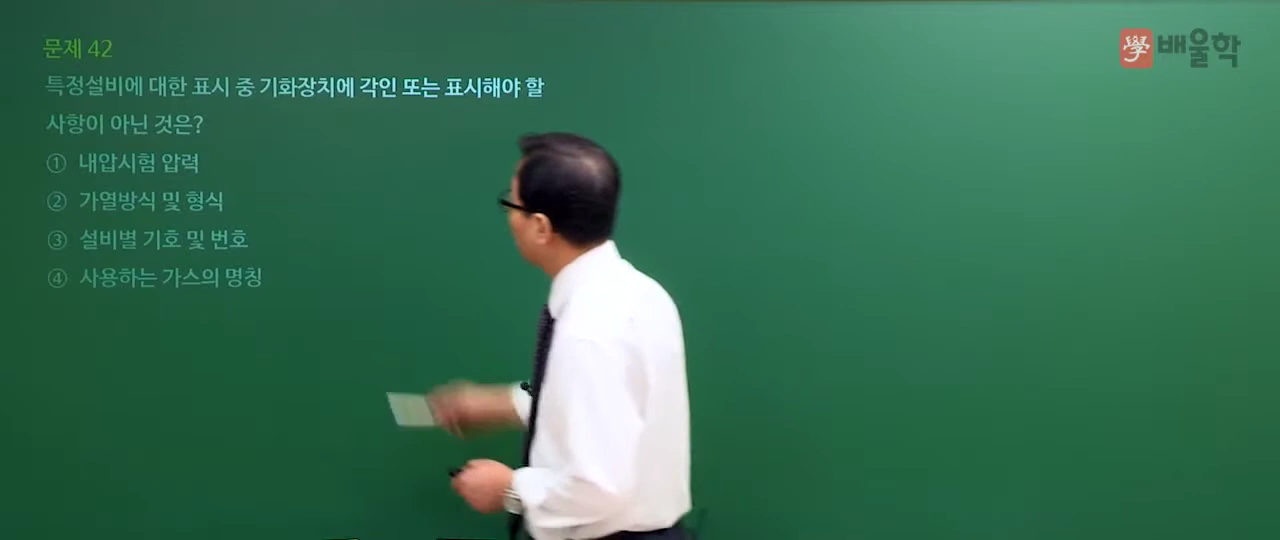 문제 42
특정설비에 대한 표시 중 기화장치에 각인 또는 표시해야 할
사항이 아닌 것은?
① 내압시험 압력
② 가열방식 및 형식
③ 설비별 기호 및 번호
④ 사용하는 가스의 명칭
學 배울학